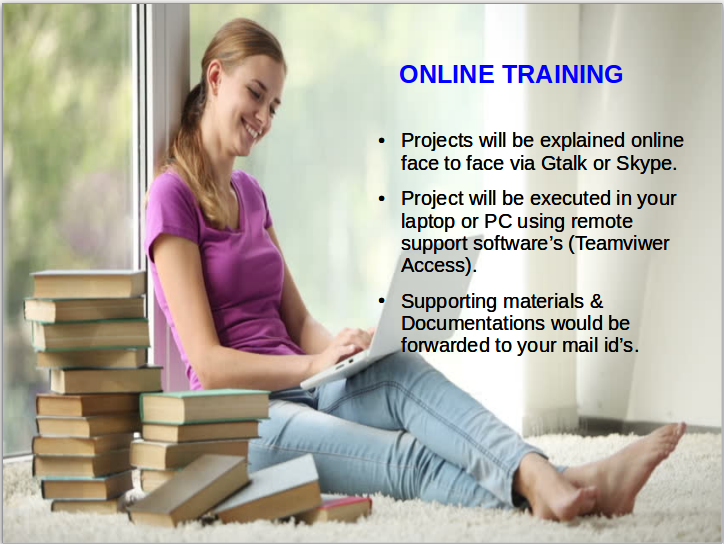 ONLINE TRAINING
• Projects will be explained online
face to face via Gtalk or Skype.
• Project will be executed in your
laptop or PC using remote
support software’s (Teamviwer
Access).
• Supporting materials &
Documentations would be
forwarded to your mail id’s.